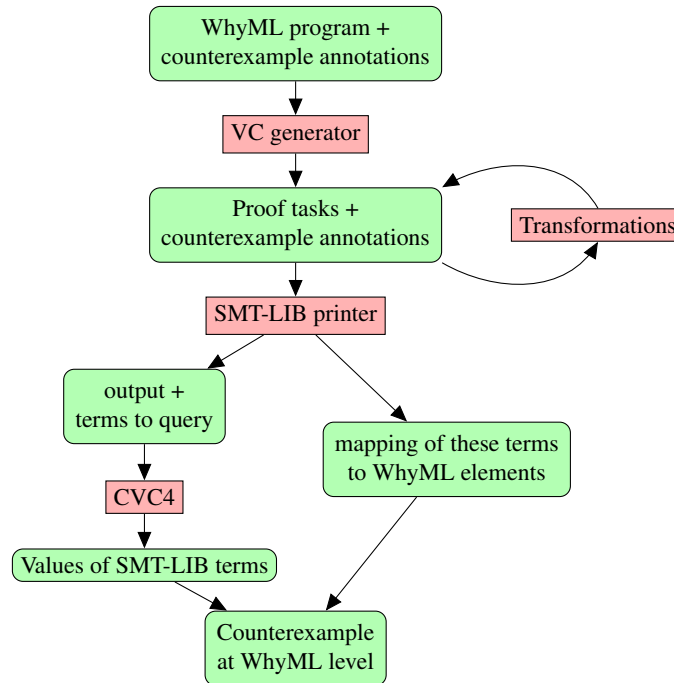 WhyML program +
counterexample annotations
VC generator
Proof tasks +
counterexample annotations
Transformations
SMT-LIB printer
output +
terms to query
mapping of these terms
to WhyML elements
CVC4
Values of SMT-LIB terms
Counterexample
at WhyML level